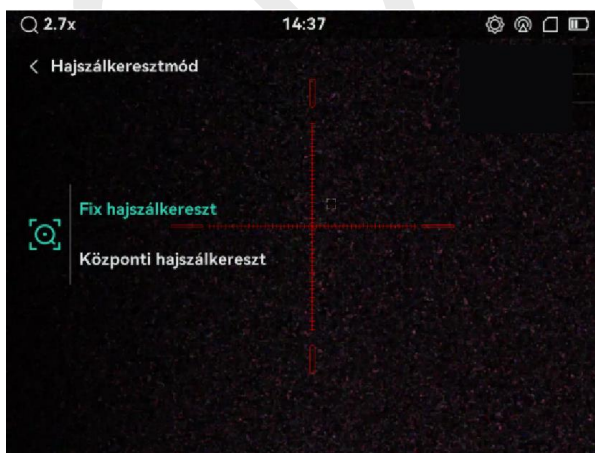 2.7x
14:37
Hajszálkeresztmód
Fix hajszálkereszt
Központi hajszálkereszt